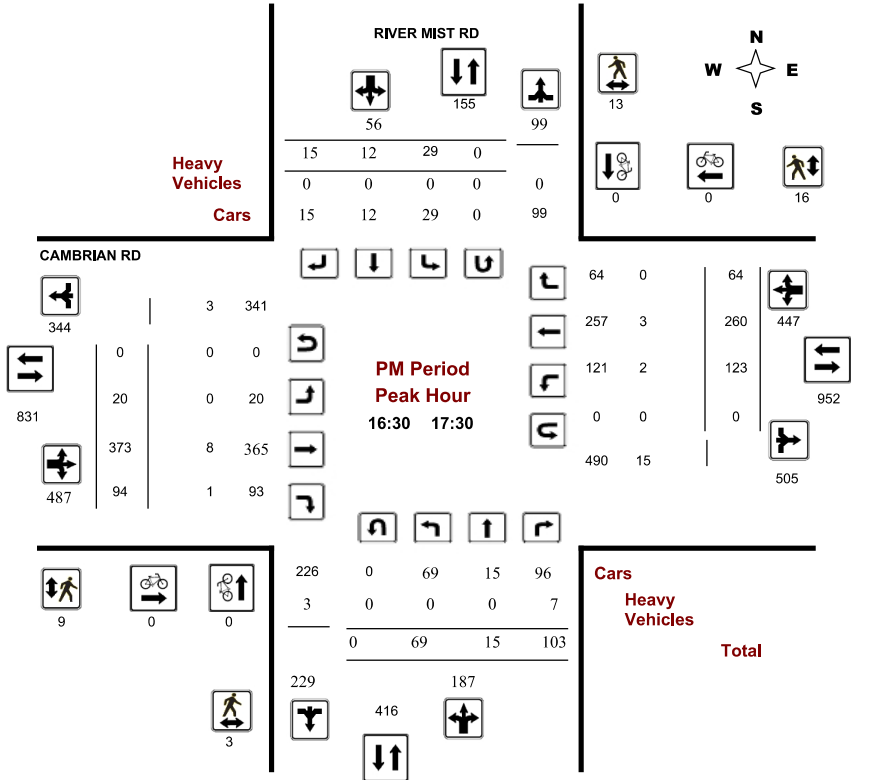 RIVER MIST RD
N
W E
S
155
13
56
99
15 12 29 0
Heavy
Vehicles
0 0 0 0 0
Cars
15 12 29 0 99
0 0 16
CAMBRIAN RD
344
3 341
64 0 64
447
831
0 0 0
257 3 260
20 0 20
121 2 123
952
487
373 8 365
0 0 0
94 1 93
490 15
505
PM Period
Peak Hour
16:30 17:30
226 0 69 15 96
Cars
3 0 0 0 7
Heavy
Vehicles
0 69 15 103
Total
9 0 0
229
416
187
3